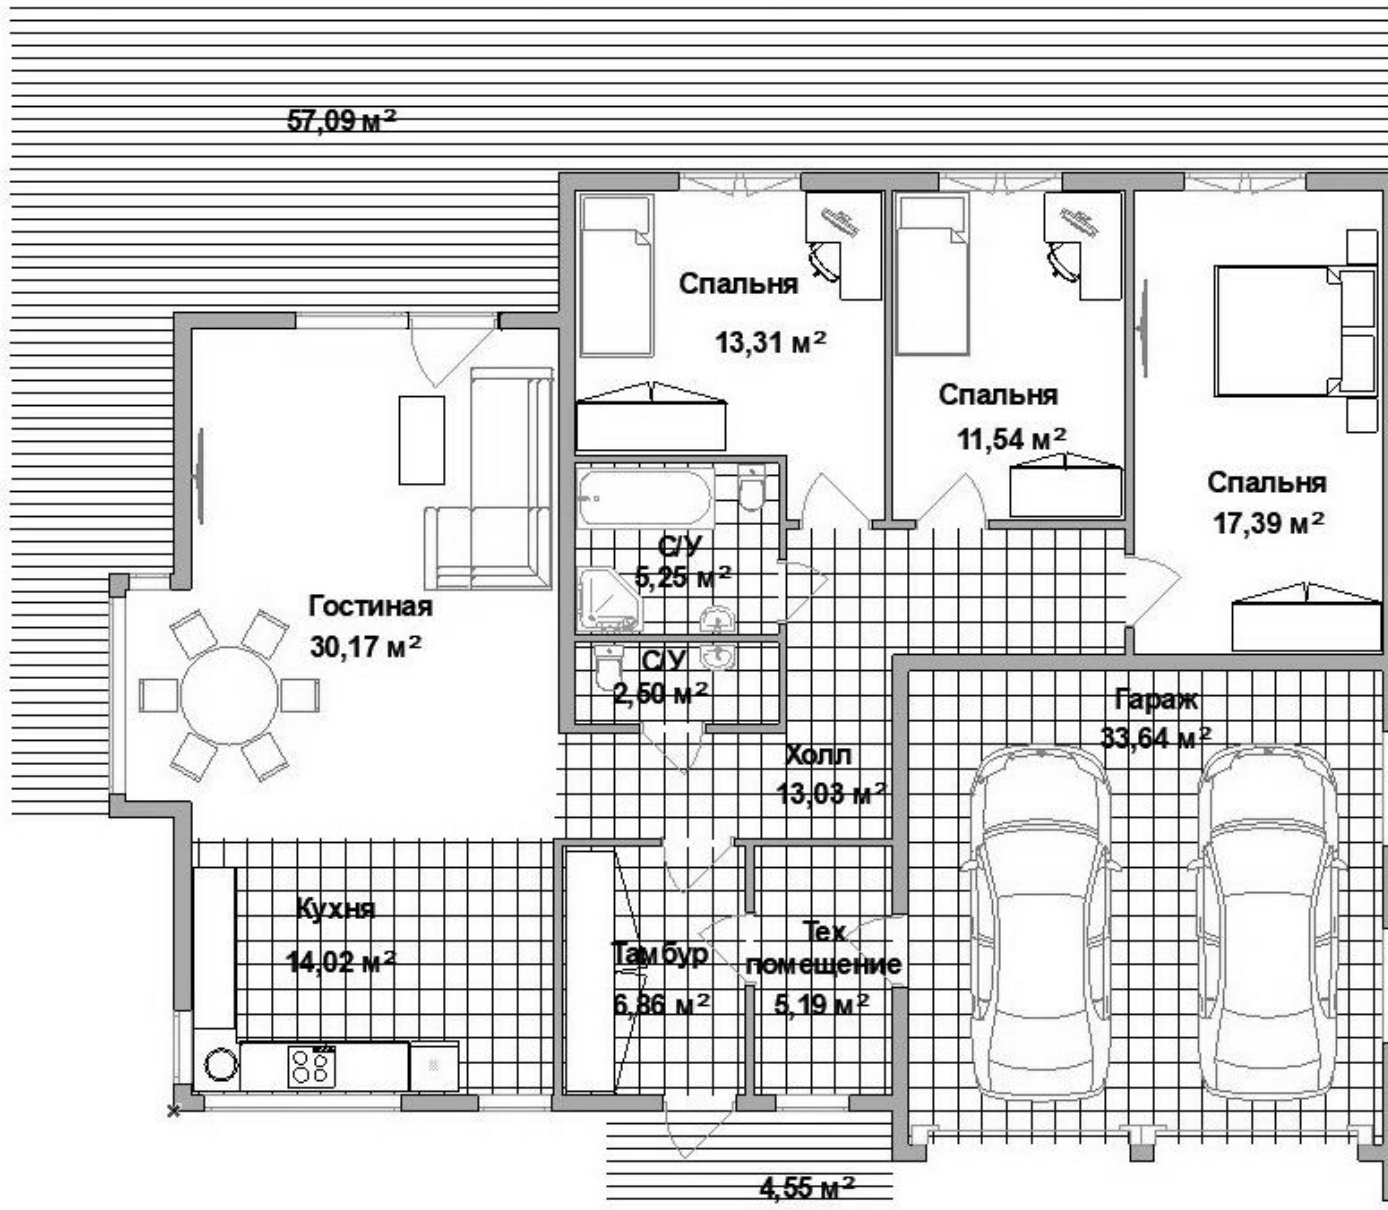 57,09 м²
Спальня
13,31 м²
Спальня
11,54 м²
Спальня
17,39 м²
С/У
5,25 м²
Гостиная
30,17 м²
С/У
2,50 м²
Гараж
33,64 м²
Холл
13,03 м²
Кухня
14,02 м²
Тамбур
6,86 м²
Тех
помещение
5,19 м²
4,55 м²